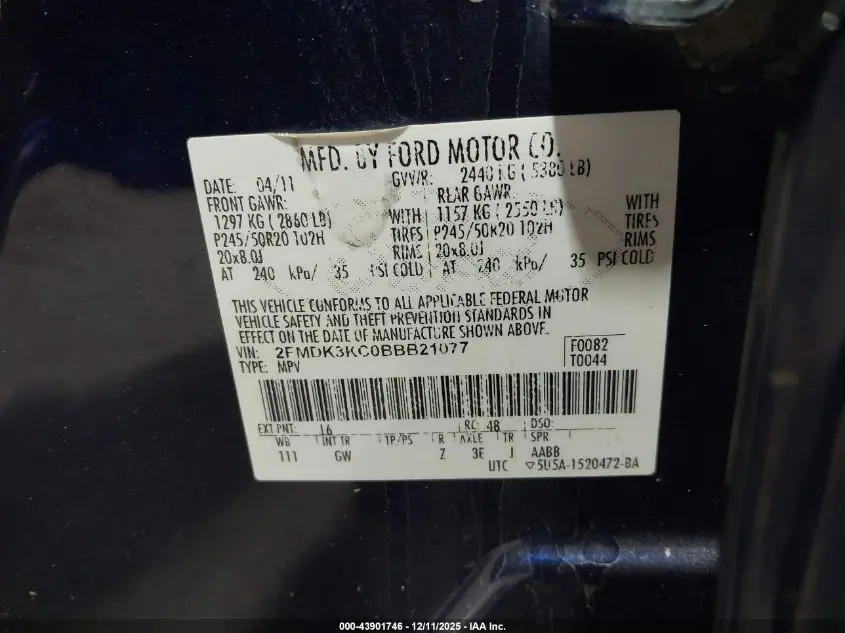 MFD. BY FORD MOTOR CO.
DATE: 04/11 GVWR: 2440 KG ( 5380 LB)
FRONT GAWR: REAR GAWR:
1297 KG ( 2860 LB) WITH 1157 KG ( 2550 LB) WITH
P245/50R20 102H TIRES P245/50R20 102H TIRES
20x8.0J RIMS 20x8.0J RIMS
AT 240 kPa/ 35 PSI COLD AT 240 kPa/ 35 PSI COLD
THIS VEHICLE CONFORMS TO ALL APPLICABLE FEDERAL MOTOR
VEHICLE SAFETY AND THEFT PREVENTION STANDARDS IN
EFFECT ON THE DATE OF MANUFACTURE SHOWN ABOVE.
VIN: 2FMDK3KC0BBB21077 F0082
TYPE: MPV T0044
EXT PNT: 16 RC: 48 DSO:
WB INT TR TP/PS R AXLE TR SPR
111 GW Z 3E J AABB
UTC ▽5U5A-1520472-BA
000-43901746 - 12/11/2025 - IAA Inc.